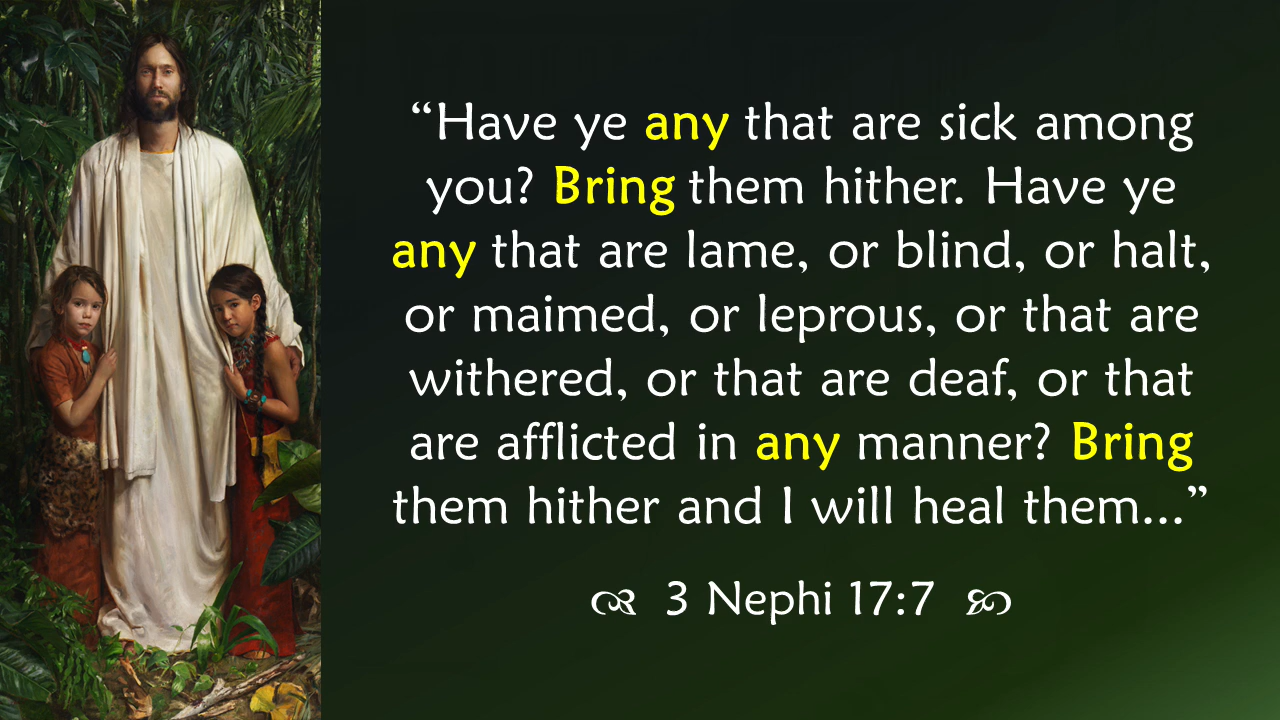 “Have ye any that are sick among
you? Bring them hither. Have ye
any that are lame, or blind, or halt,
or maimed, or leprous, or that are
withered, or that are deaf, or that
are afflicted in any manner? Bring
them hither and I will heal them...”
3 Nephi 17:7